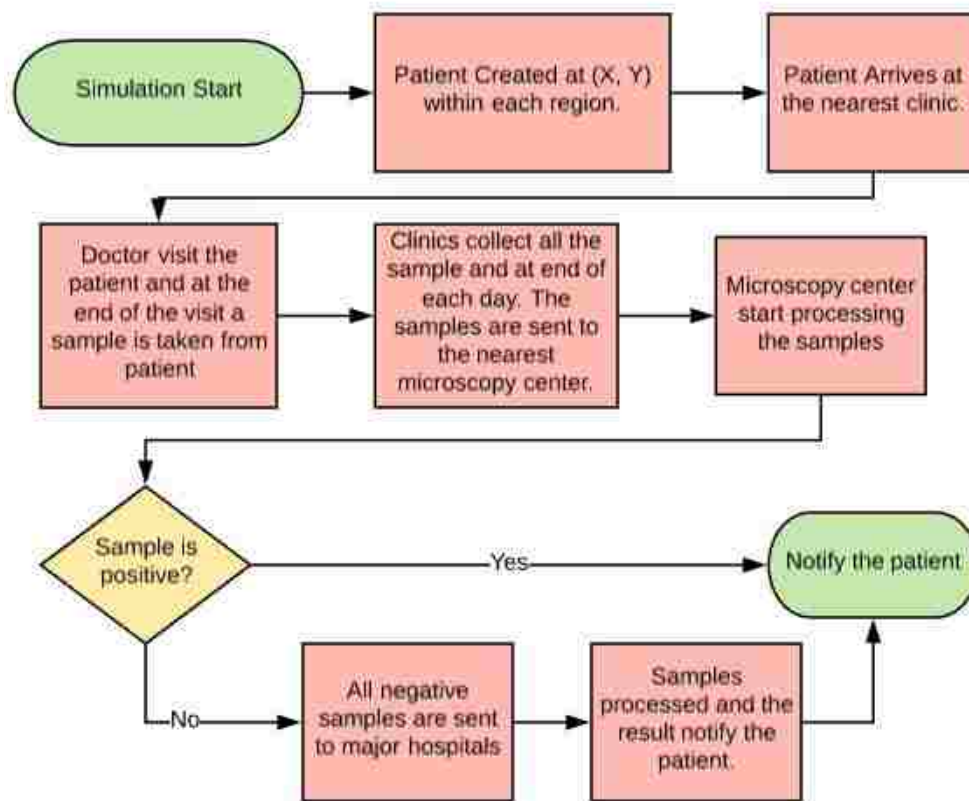 Simulation Start
Patient Created at (X, Y)
within each region.
Patient Arrives at
the nearest clinic.
Doctor visit the
patient and at the
end of the visit a
sample is taken from
patient
Clinics collect all the
sample and at end of
each day. The
samples are sent to
the nearest
microscopy center.
Microscopy center
start processing
the samples
Sample is
positive?
Yes
Notify the patient
No
All negative
samples are sent
to major hospitals
Samples
processed and the
result notify the
patient.